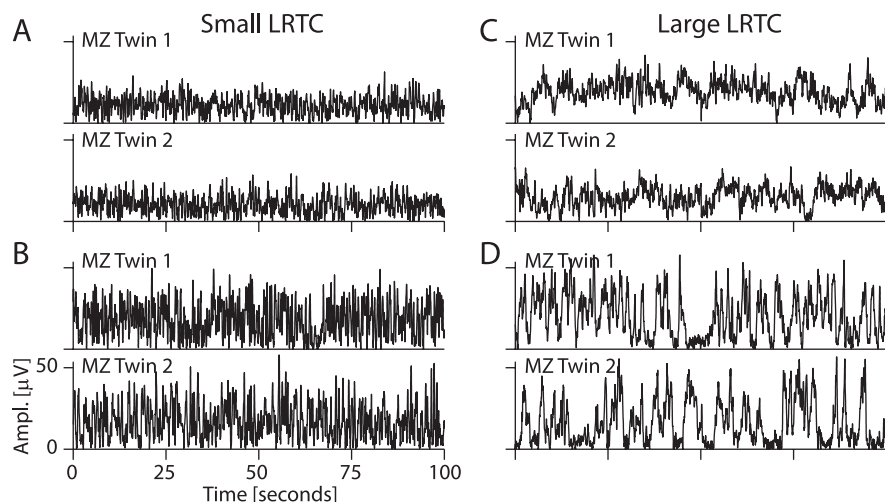 A
Small LRTC
MZ Twin 1
MZ Twin 2
B
MZ Twin 1
MZ Twin 2
50
0
Ampl. [μV]
0
25
50
75
100
Time [seconds]
C
Large LRTC
MZ Twin 1
MZ Twin 2
D
MZ Twin 1
MZ Twin 2